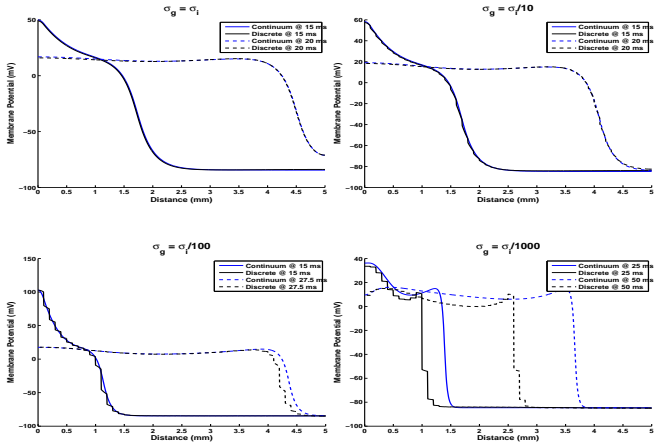 σg = σi
Continuum @ 15 ms
Discrete @ 15 ms
Continuum @ 20 ms
Discrete @ 20 ms
Membrane Potential (mV)
50
0
−50
−100
0 0.5 1 1.5 2 2.5 3 3.5 4 4.5 5
Distance (mm)
σg = σi/10
Continuum @ 15 ms
Discrete @ 15 ms
Continuum @ 20 ms
Discrete @ 20 ms
Membrane Potential (mV)
60
40
20
0
−20
−40
−60
−80
−100
0 0.5 1 1.5 2 2.5 3 3.5 4 4.5 5
Distance (mm)
σg = σi/100
Continuum @ 15 ms
Discrete @ 15 ms
Continuum @ 27.5 ms
Discrete @ 27.5 ms
Membrane Potential (mV)
150
100
50
0
−50
−100
0 0.5 1 1.5 2 2.5 3 3.5 4 4.5 5
Distance (mm)
σg = σi/1000
Continuum @ 25 ms
Discrete @ 25 ms
Continuum @ 50 ms
Discrete @ 50 ms
Membrane Potential (mV)
40
20
0
−20
−40
−60
−80
−100
0 0.5 1 1.5 2 2.5 3 3.5 4 4.5 5
Distance (mm)